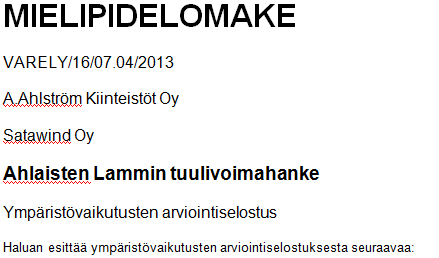 MIELIPIDELOMAKE
VARELY/16/07.04/2013
A.Ahlström Kiinteistöt Oy
Satawind Oy
Ahlaisten Lammin tuulivoimahanke
Ympäristövaikutusten arviointiselostus
Haluan esittää ympäristövaikutusten arviointiselostuksesta seuraavaa: